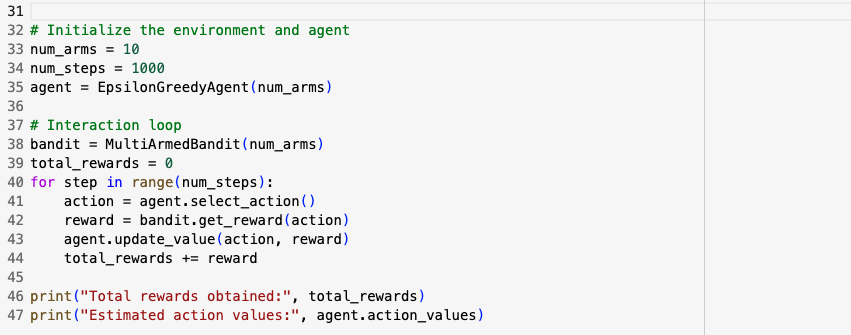 31
32 # Initialize the environment and agent
33 num_arms = 10
34 num_steps = 1000
35 agent = EpsilonGreedyAgent(num_arms)
36
37 # Interaction loop
38 bandit = MultiArmedBandit(num_arms)
39 total_rewards = 0
40 for step in range(num_steps):
41     action = agent.select_action()
42     reward = bandit.get_reward(action)
43     agent.update_value(action, reward)
44     total_rewards += reward
45
46 print("Total rewards obtained:", total_rewards)
47 print("Estimated action values:", agent.action_values)